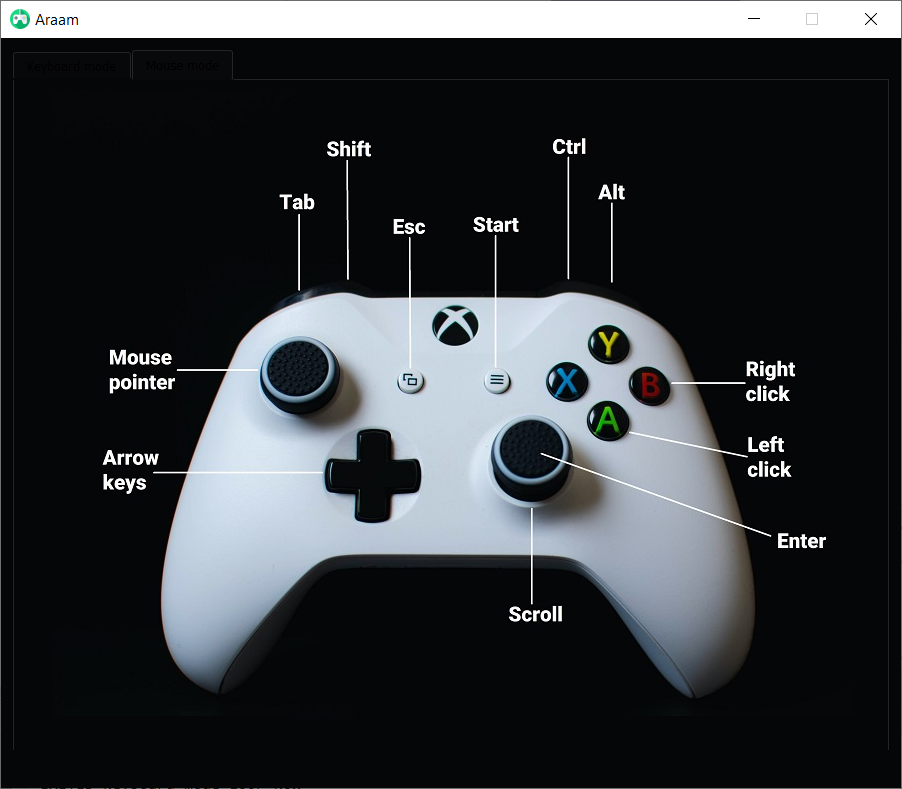 Araam
Keyboard mode
Mouse mode
Shift
Ctrl
Tab
Alt
Esc
Start
Y
Mouse
pointer
X
B
Right
click
A
Left
click
Arrow
keys
Enter
Scroll